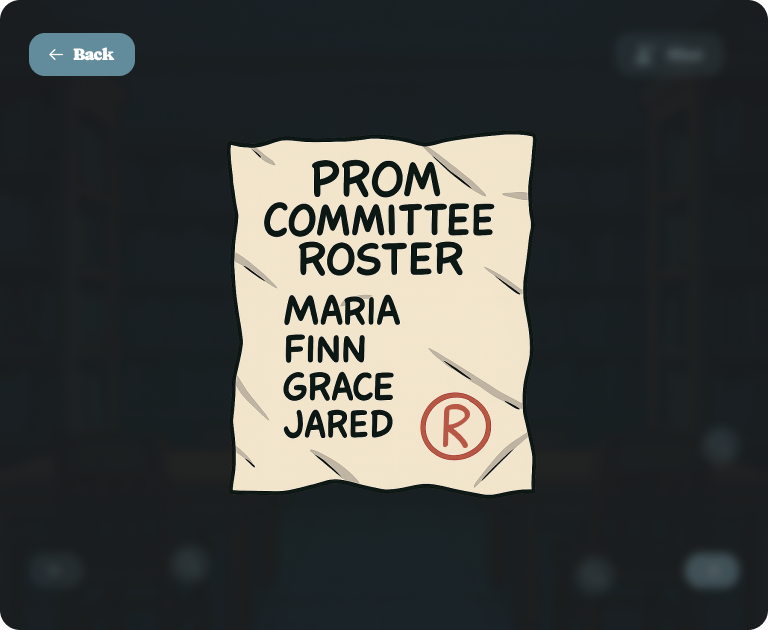 Back
PROM
COMMITTEE
ROSTER
MARIA
FINN
GRACE
JARED
R